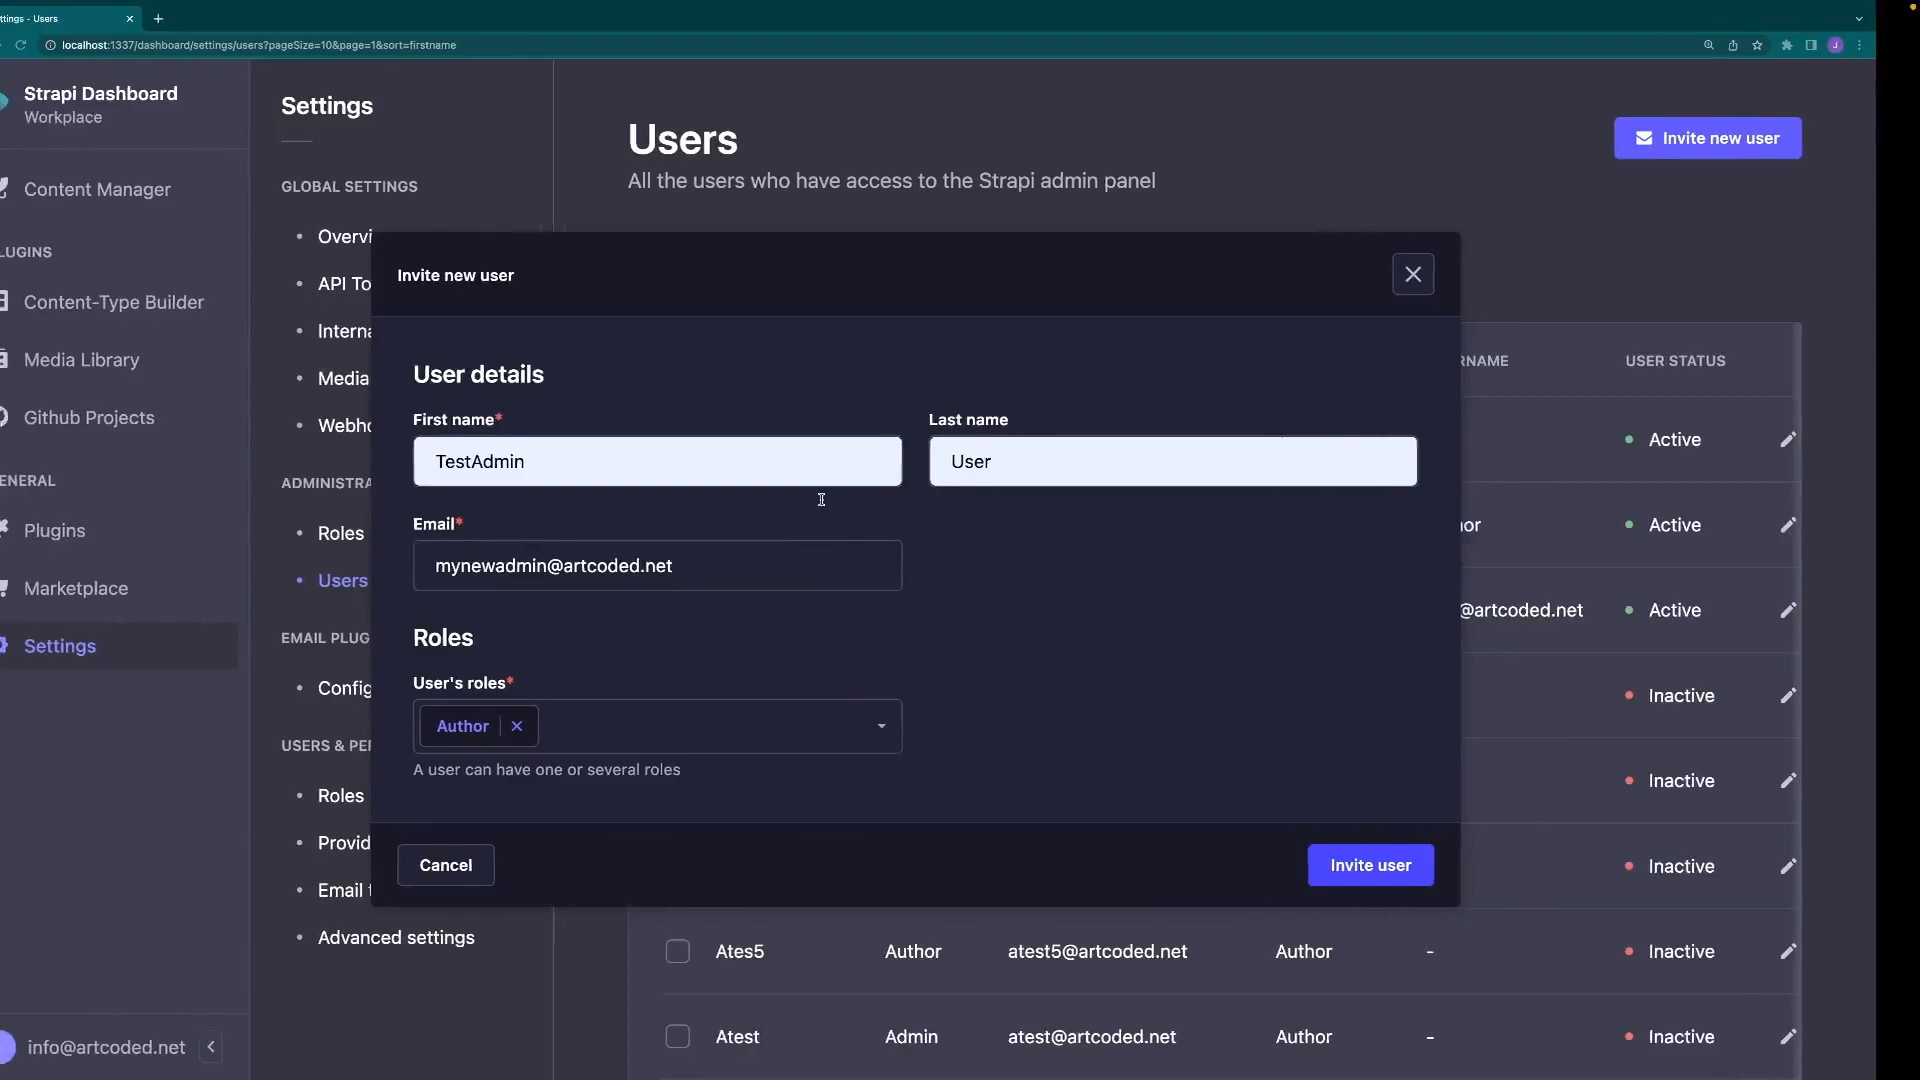 ttings - Users
localhost:1337/dashboard/settings/users?pageSize=10&page=1&sort=firstname
J
Strapi Dashboard
Workplace
Content Manager
LUGINS
Content-Type Builder
Media Library
Github Projects
ENERAL
Plugins
Marketplace
Settings
info@artcoded.net
Settings
GLOBAL SETTINGS
Overvi
API To
Interna
Media
Webho
ADMINISTRA
Roles
Users
EMAIL PLUG
Config
USERS & PER
Roles
Provid
Email t
Advanced settings
Users
All the users who have access to the Strapi admin panel
Invite new user
Invite new user
User details
First name*
Last name
TestAdmin
User
Email*
mynewadmin@artcoded.net
Roles
User's roles*
Author
A user can have one or several roles
Cancel
Invite user
RNAME USER STATUS
Active
or Active
@artcoded.net Active
Inactive
Inactive
Inactive
Ates5 Author atest5@artcoded.net Author - Inactive
Atest Admin atest@artcoded.net Author - Inactive